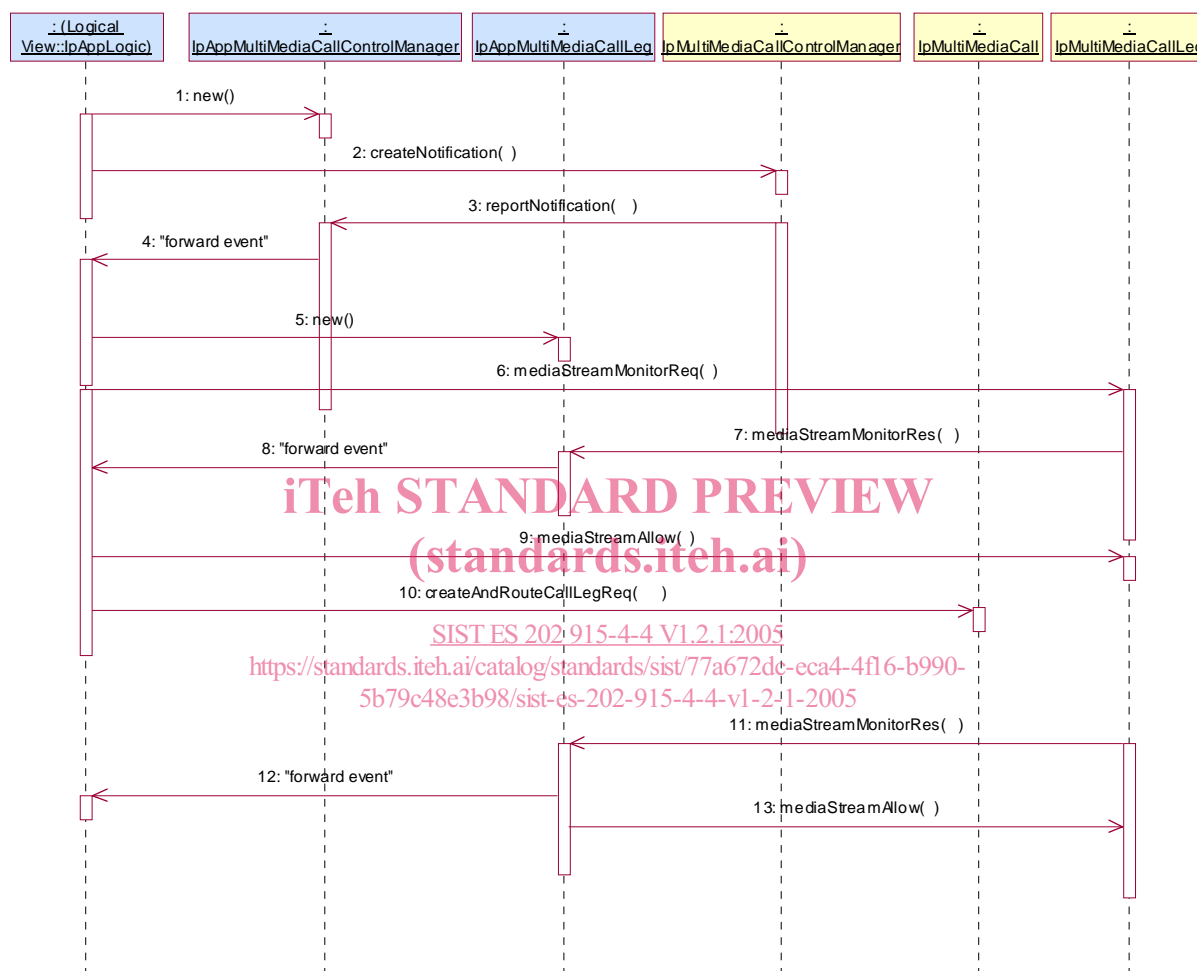 : (Logical
View::IpAppLogic)
:
IpAppMultiMediaCallControlManager
:
IpAppMultiMediaCallLeg
:
IpMultiMediaCallControlManager
:
IpMultiMediaCall
:
IpMultiMediaCallLeg
1: new()
2: createNotification( )
3: reportNotification( )
4: "forward event"
5: new()
6: mediaStreamMonitorReq( )
7: mediaStreamMonitorRes( )
8: "forward event"
iTeh STANDARD PREVIEW
9: mediaStreamAllow( )
(standards.iteh.ai)
10: createAndRouteCallLegReq( )
SIST ES 202 915-4-4 V1.2.1:2005
https://standards.iteh.ai/catalog/standards/sist/77a672dc-eca4-4f16-b990-
5b79c48e3b98/sist-es-202-915-4-4-v1-2-1-2005
11: mediaStreamMonitorRes( )
12: "forward event"
13: mediaStreamAllow( )